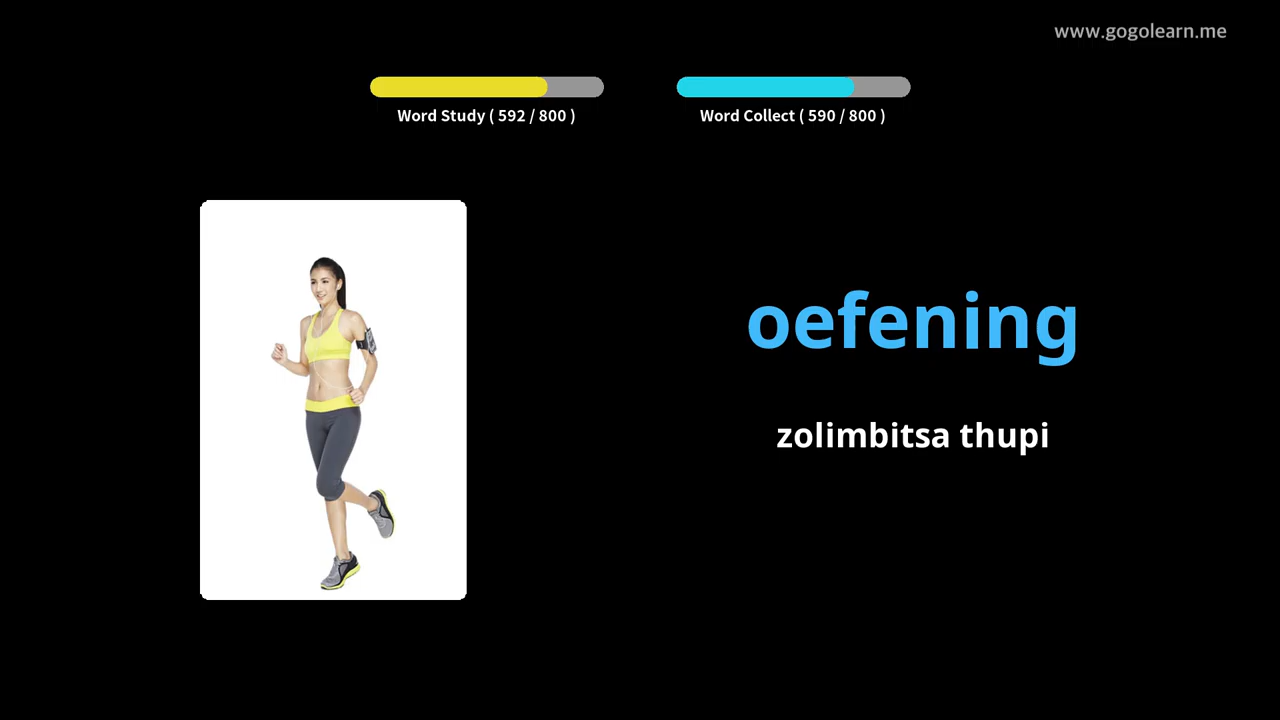 www.gogolearn.me
Word Study ( 592 / 800 )
Word Collect ( 590 / 800 )
oefening
zolimbitsa thupi